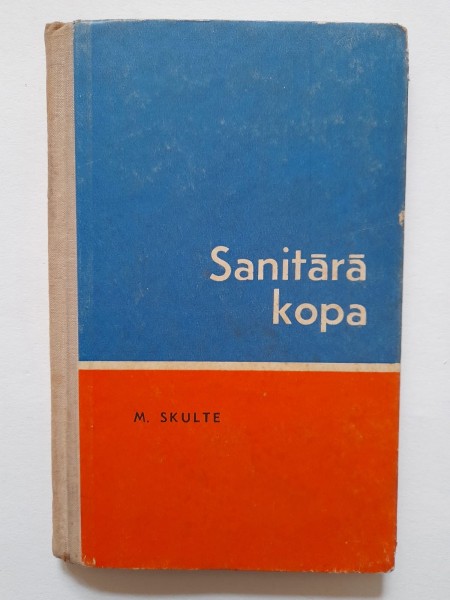 Sanitārā
kopa
M. SKULTE